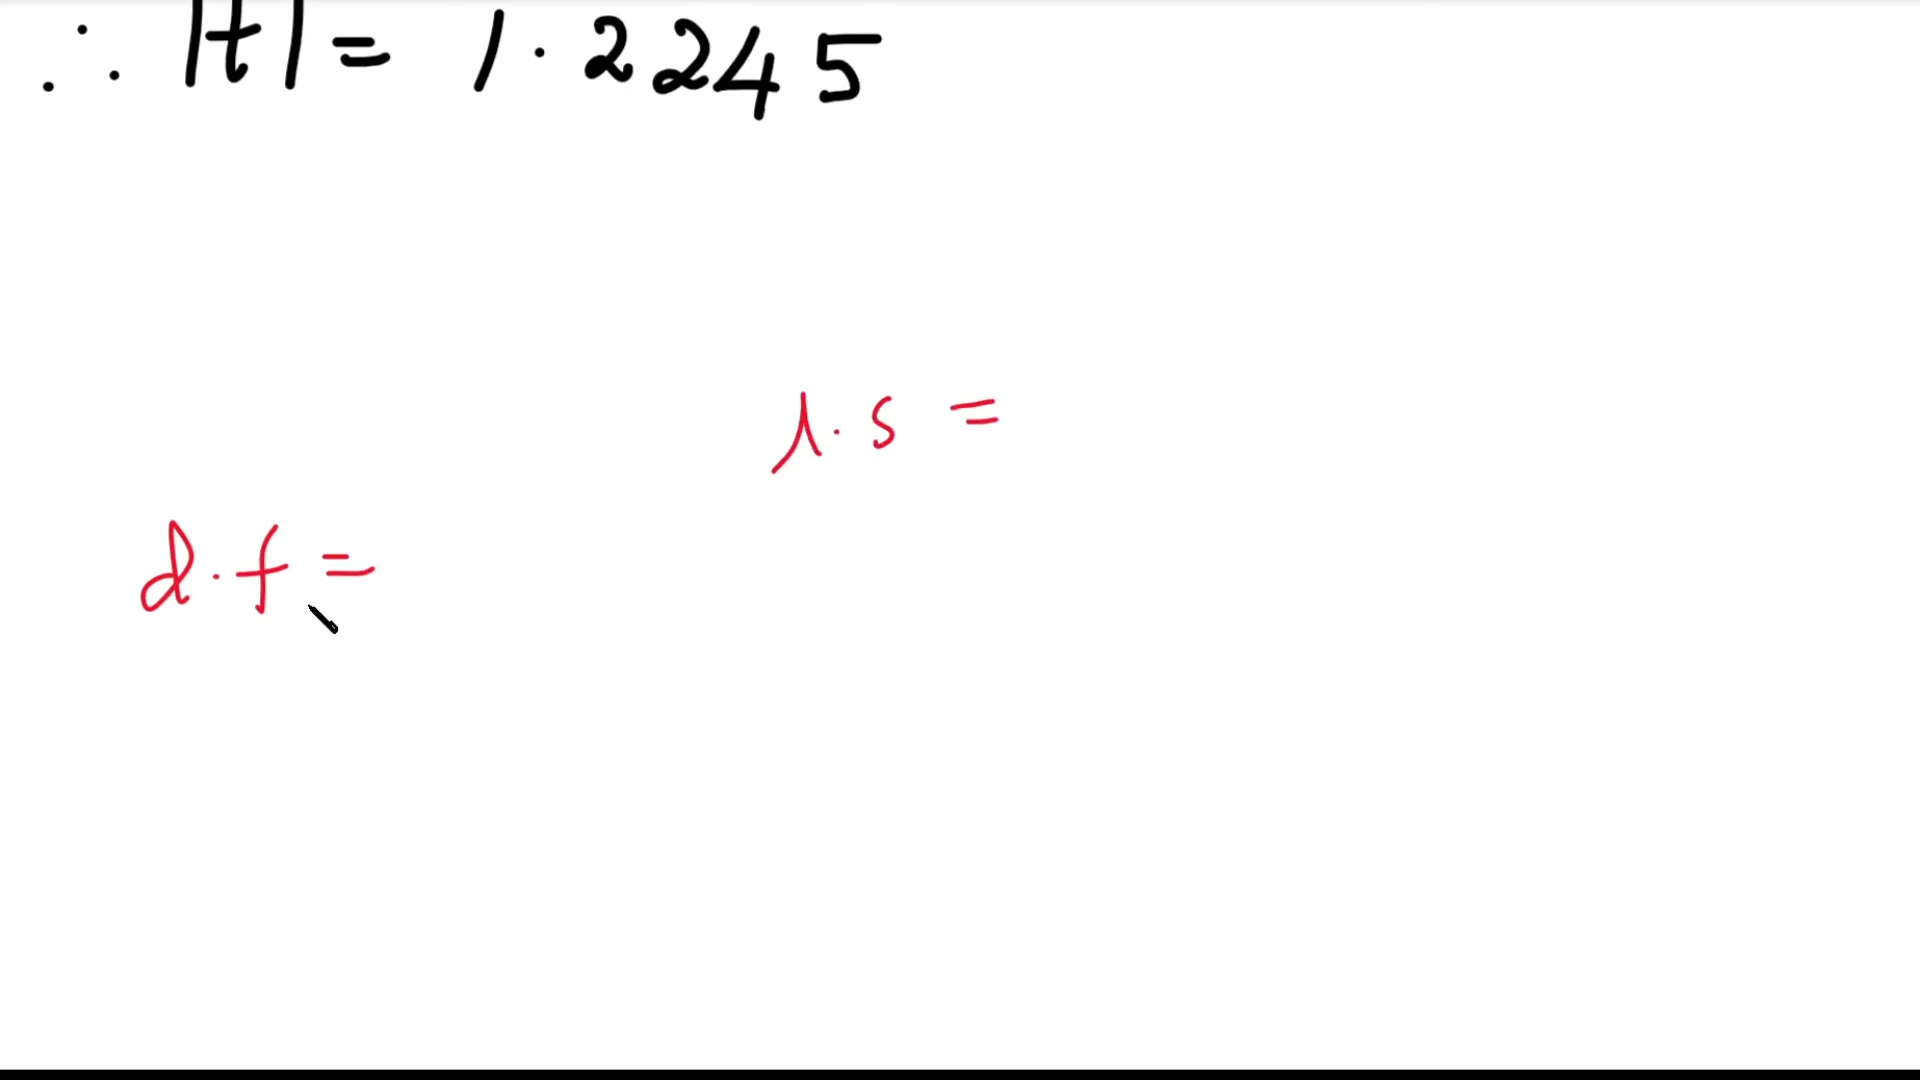 ∴ |t| = 1.2245
λ.s =
d.f =